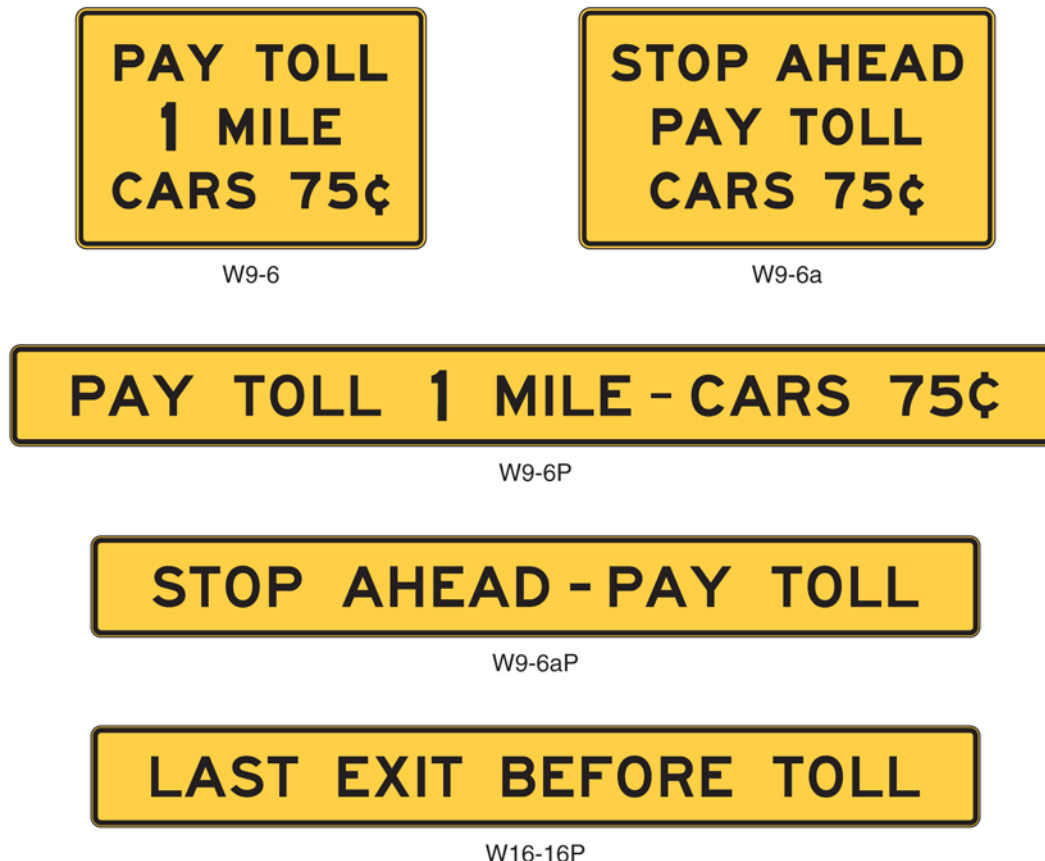 PAY TOLL
1 MILE
CARS 75¢
W9-6
STOP AHEAD
PAY TOLL
CARS 75¢
W9-6a
PAY TOLL 1 MILE – CARS 75¢
W9-6P
STOP AHEAD – PAY TOLL
W9-6aP
LAST EXIT BEFORE TOLL
W16-16P